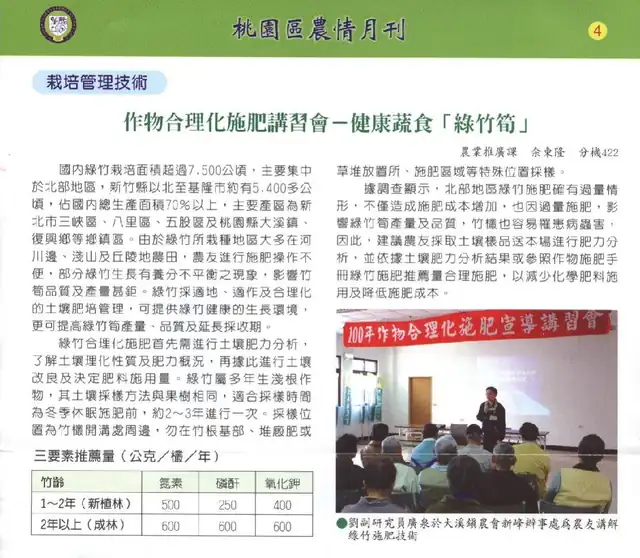 桃園區農情月刊
4
栽培管理技術
作物合理化施肥講習會－健康蔬食「綠竹筍」
農業推廣課　余東隆　分機422
國內綠竹栽培面積超過7.500公頃，主要集中
於北部地區，新竹縣以北至基隆市約有5.400多公
頃，佔國內總生產面積70%以上，主要產區為新
北市三峽區、八里區、五股區及桃園縣大溪鎮、
復興鄉等鄉鎮區。由於綠竹所栽種地區大多在河
川邊、淺山及丘陵地農田，農友進行施肥操作不
便，部分綠竹生長有養分不平衡之現象，影響竹
筍品質及產量甚鉅。綠竹採適地、適作及合理化
的土壤肥培管理，可提供綠竹健康的生長環境，
更可提高綠竹筍產量、品質及延長採收期。
綠竹合理化施肥首先需進行土壤肥力分析，
了解土壤理化性質及肥力概況，再據此進行土壤
改良及決定肥料施用量。綠竹屬多年生淺根作
物，其土壤採樣方法與果樹相同，適合採樣時間
為冬季休眠施肥前，約2～3年進行一次。採樣位
置為竹欉開溝處周邊，勿在竹根基部、堆廄肥或
草堆放置所、施肥區域等特殊位置採樣。
據調查顯示，北部地區綠竹施肥確有過量情
形，不僅造成施肥成本增加，也因過量施肥，影
響綠竹筍產量及品質，竹欉也容易罹患病蟲害，
因此，建議農友採取土壤樣品送本場進行肥力分
析，並依據土壤肥力分析結果或參照作物施肥手
冊綠竹施肥推薦量合理施肥，以減少化學肥料施
用及降低施肥成本。
三要素推薦量（公克／欉／年）
竹齡　氮素　磷酐　氧化鉀
1～2年（新植林）　500　250　400
2年以上（成林）　600　600　600
100年作物合理化施肥宣導講習會
●劉副研究員廣泉於大溪鎮農會新峰辦事處為農友講解
綠竹施肥技術